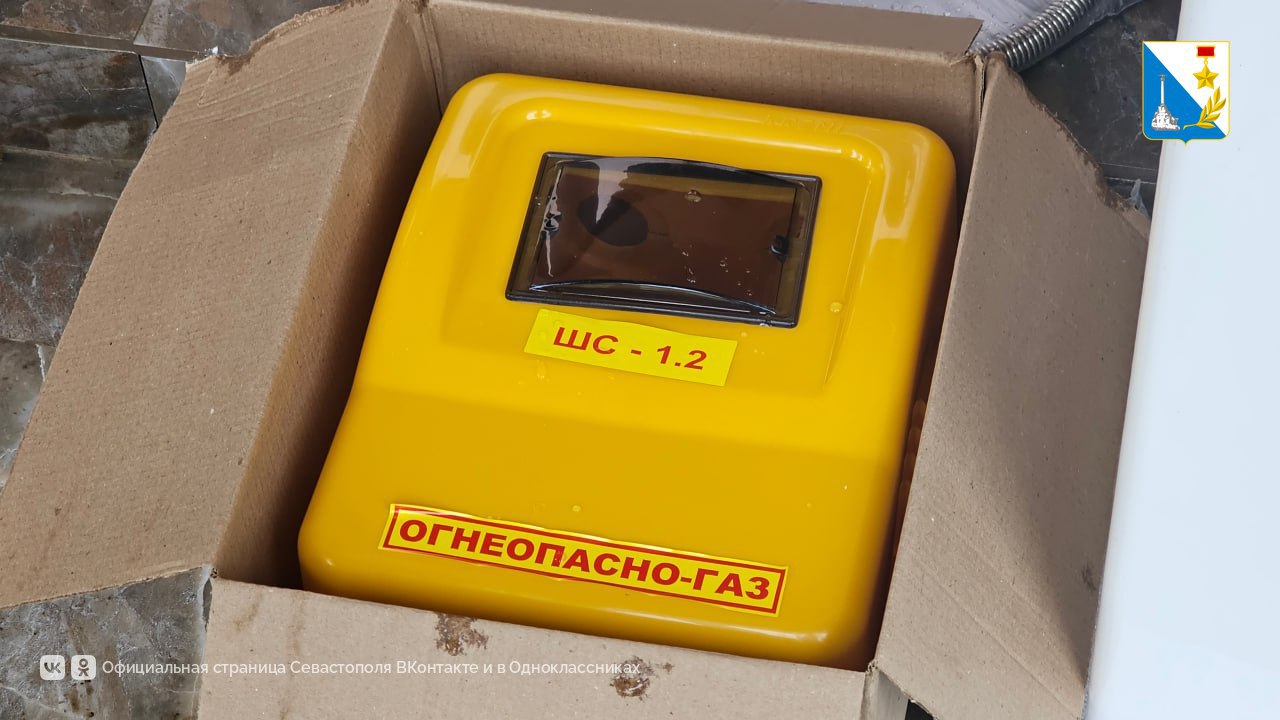 ШС - 1.2
ОГНЕОПАСНО-ГАЗ
Официальная страница Севастополя ВКонтакте и в Одноклассниках